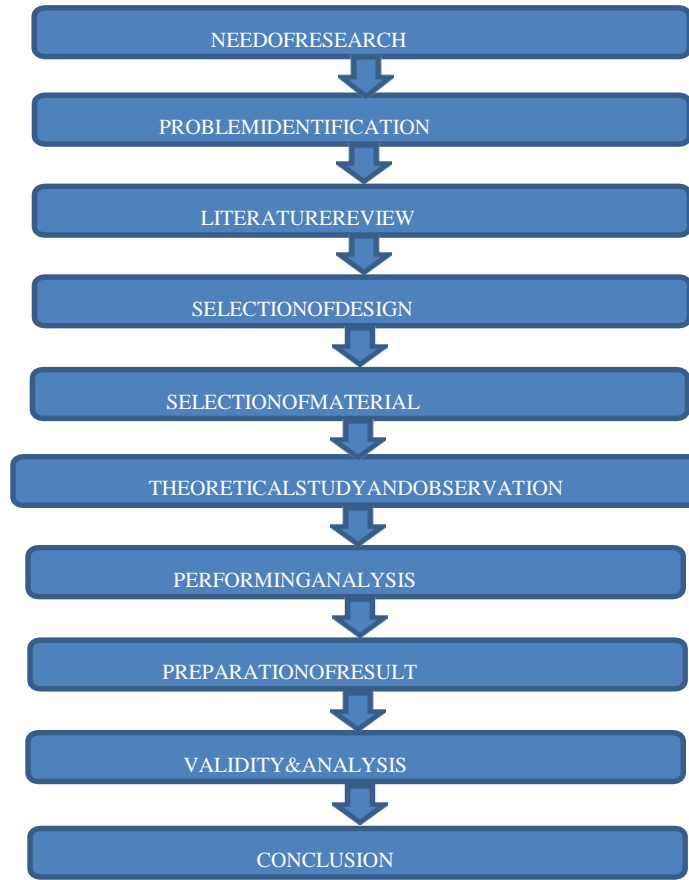 NEEDOFRESEARCH
PROBLEMIDENTIFICATION
LITERATUREREVIEW
SELECTIONOFDESIGN
SELECTIONOFMATERIAL
THEORETICALSTUDYANDOBSERVATION
PERFORMINGANALYSIS
PREPARATIONOFRESULT
VALIDITY&ANALYSIS
CONCLUSION